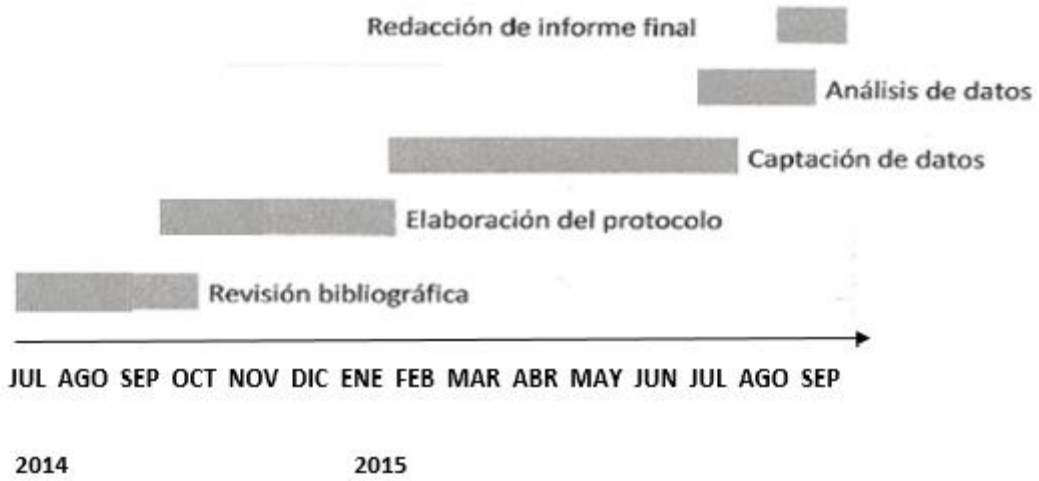 Redacción de informe final
Análisis de datos
Captación de datos
Elaboración del protocolo
Revisión bibliográfica
JUL AGO SEP OCT NOV DIC ENE FEB MAR ABR MAY JUN JUL AGO SEP
2014 2015